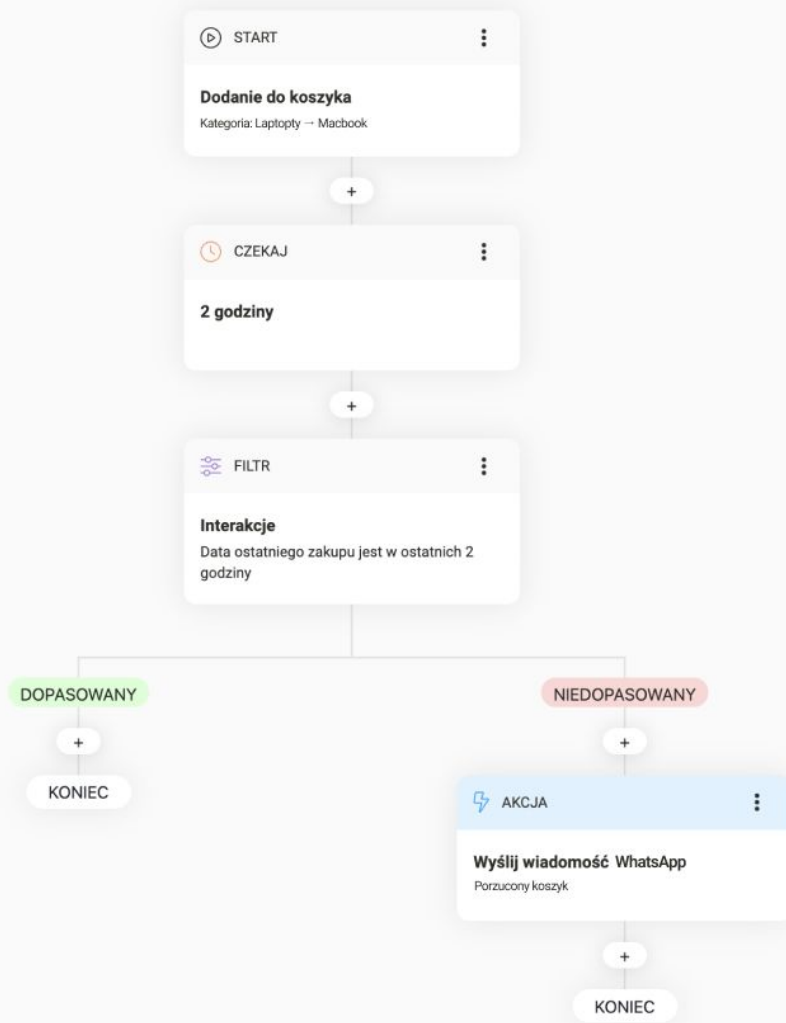 START
Dodanie do koszyka
Kategoria: Laptopty → Macbook
+
CZEKAJ
2 godziny
+
FILTR
Interakcje
Data ostatniego zakupu jest w ostatnich 2
godziny
DOPASOWANY
NIEDOPASOWANY
+
+
KONIEC
AKCJA
Wyślij wiadomość WhatsApp
Porzucony koszyk
+
KONIEC